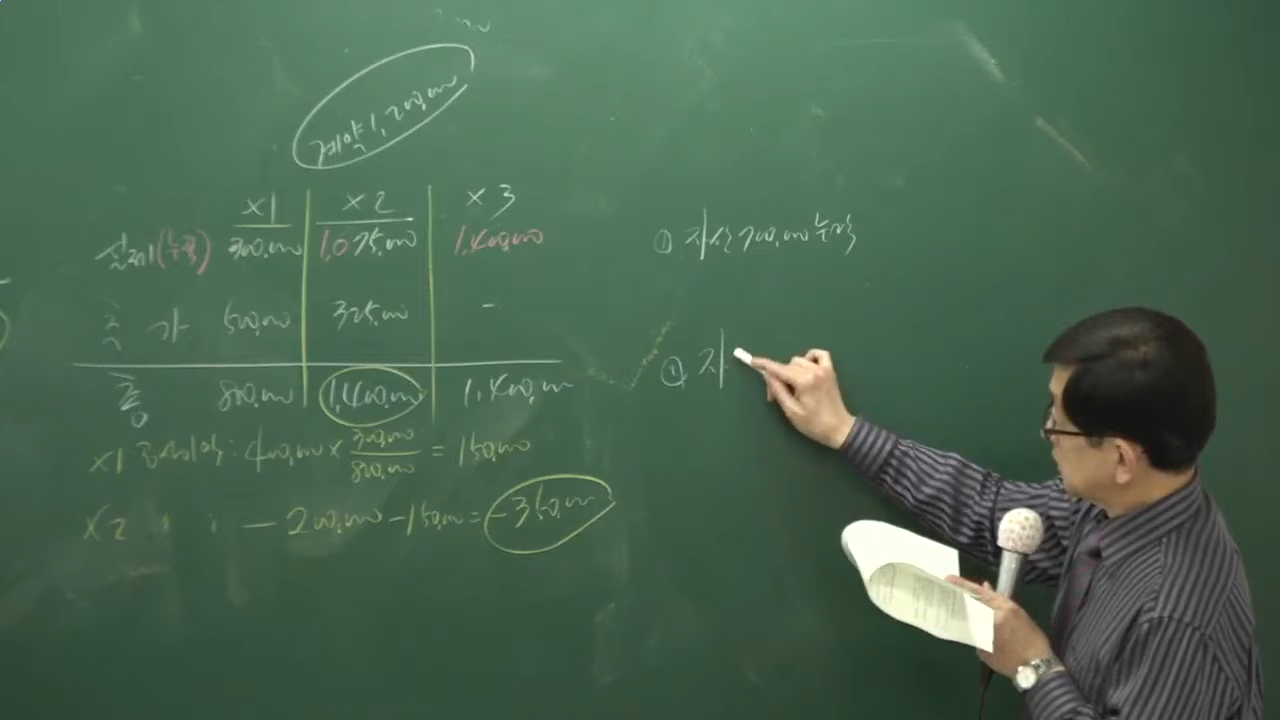 계약 1,200,000
×1 ×2 ×3
실제(누적) 300,000 1,075,000 1,400,000
추가 500,000 325,000 -
총 800,000 1,400,000 1,400,000
×1 공사이익 : 400,000 × 300,000/800,000 = 150,000
×2 〃 : -200,000 - 150,000 = -350,000
① 자산 700,000 누락
② 자